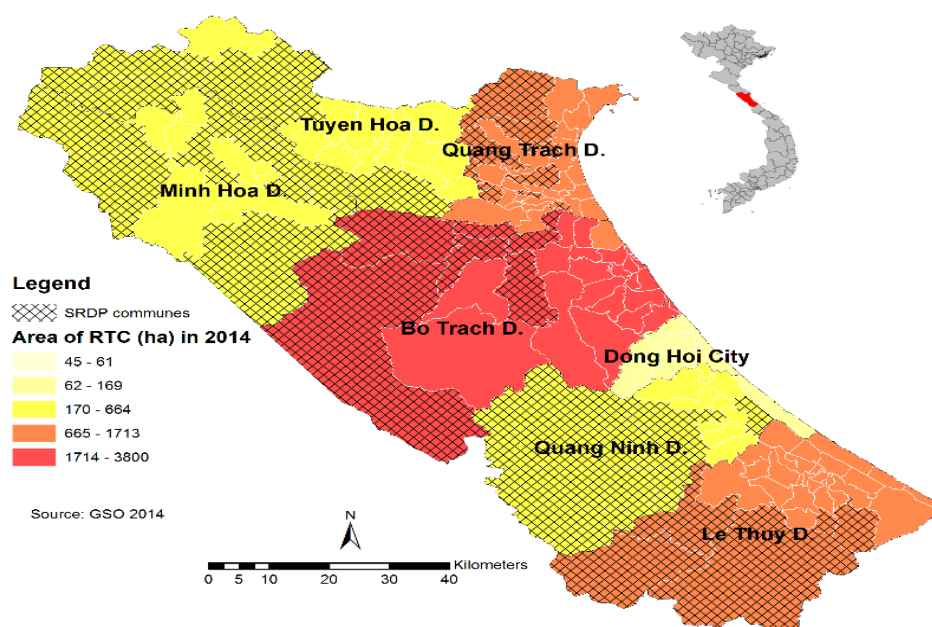 Tuyen Hoa D.
Quang Trach D.
Minh Hoa D.
Legend
SRDP communes
Area of RTC (ha) in 2014
45 - 61
62 - 169
170 - 664
665 - 1713
1714 - 3800
Bo Trach D.
Dong Hoi City
Quang Ninh D.
Le Thuy D.
Source: GSO 2014
N
Kilometers
0 5 10 20 30 40